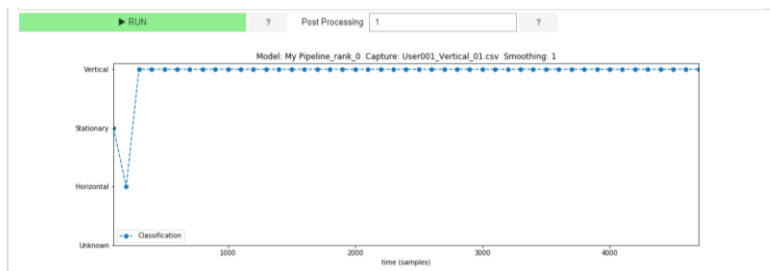 ▶ RUN ? Post Processing 1 ?
Model: My Pipeline_rank_0 Capture: User001_Vertical_01.csv Smoothing: 1
Vertical
Stationary
Horizontal
Unknown
Classification
1000 2000 3000 4000
time (samples)